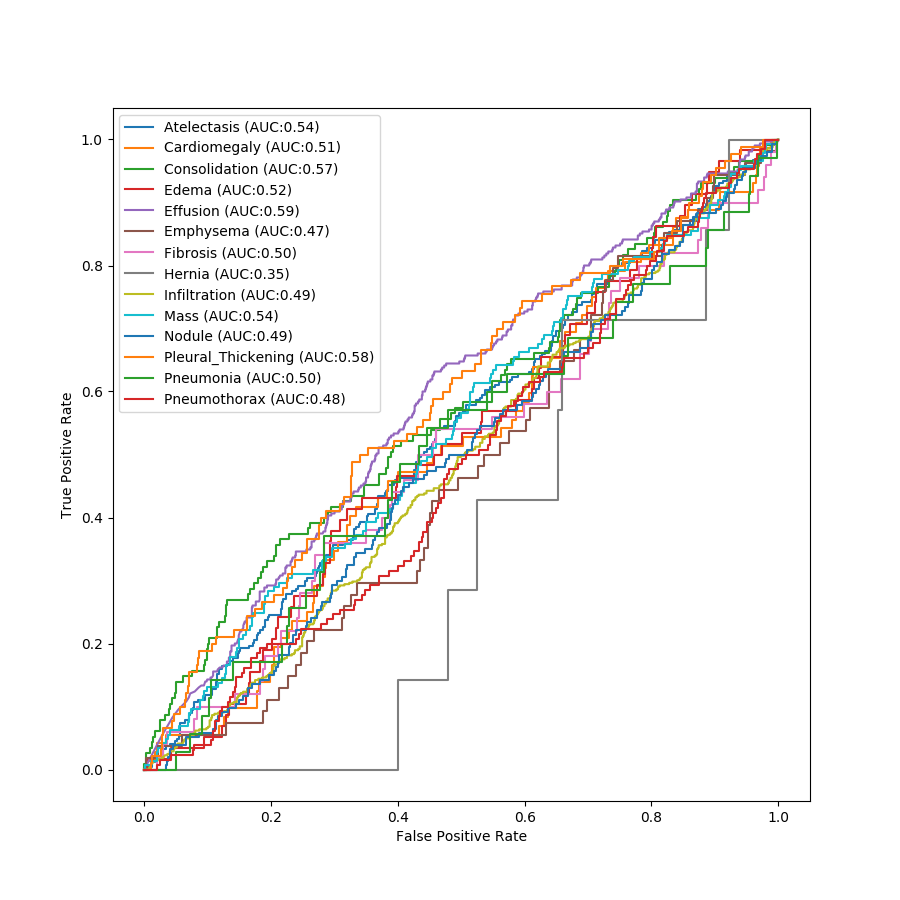 Atelectasis (AUC:0.54)
Cardiomegaly (AUC:0.51)
Consolidation (AUC:0.57)
Edema (AUC:0.52)
Effusion (AUC:0.59)
Emphysema (AUC:0.47)
Fibrosis (AUC:0.50)
Hernia (AUC:0.35)
Infiltration (AUC:0.49)
Mass (AUC:0.54)
Nodule (AUC:0.49)
Pleural_Thickening (AUC:0.58)
Pneumonia (AUC:0.50)
Pneumothorax (AUC:0.48)
True Positive Rate
1.0
0.8
0.6
0.4
0.2
0.0
0.0 0.2 0.4 0.6 0.8 1.0
False Positive Rate